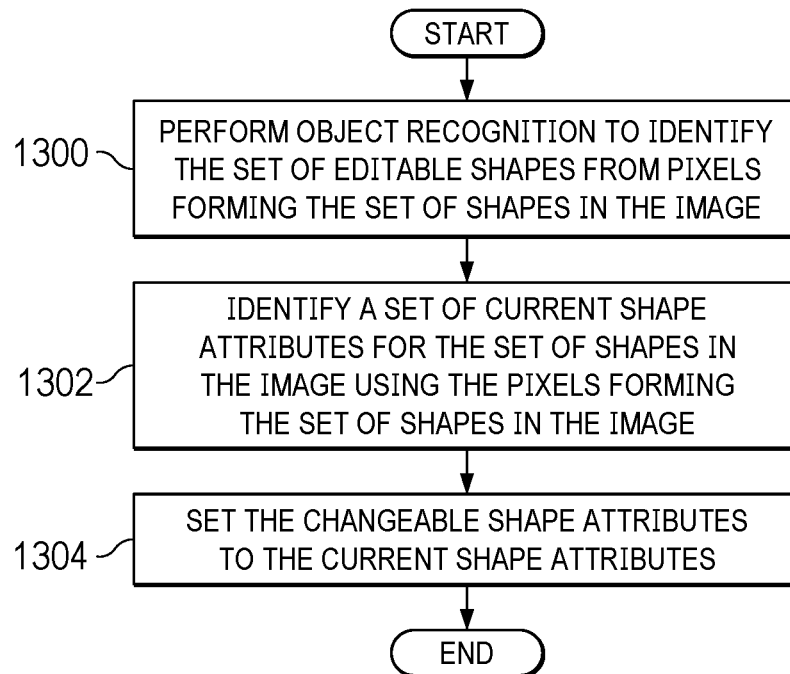 START
1300
PERFORM OBJECT RECOGNITION TO IDENTIFY
THE SET OF EDITABLE SHAPES FROM PIXELS
FORMING THE SET OF SHAPES IN THE IMAGE
1302
IDENTIFY A SET OF CURRENT SHAPE
ATTRIBUTES FOR THE SET OF SHAPES IN
THE IMAGE USING THE PIXELS FORMING
THE SET OF SHAPES IN THE IMAGE
1304
SET THE CHANGEABLE SHAPE ATTRIBUTES
TO THE CURRENT SHAPE ATTRIBUTES
END